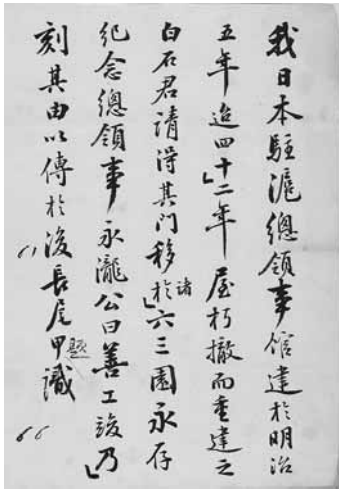 我日本駐滬總領事館建於明治
五年迨四十二年屋朽撤而重建之
白石君請得其門移於諸六三園永存
紀念總領事永瀧公曰善工竣乃
刻其由以傳於後長尾甲題識